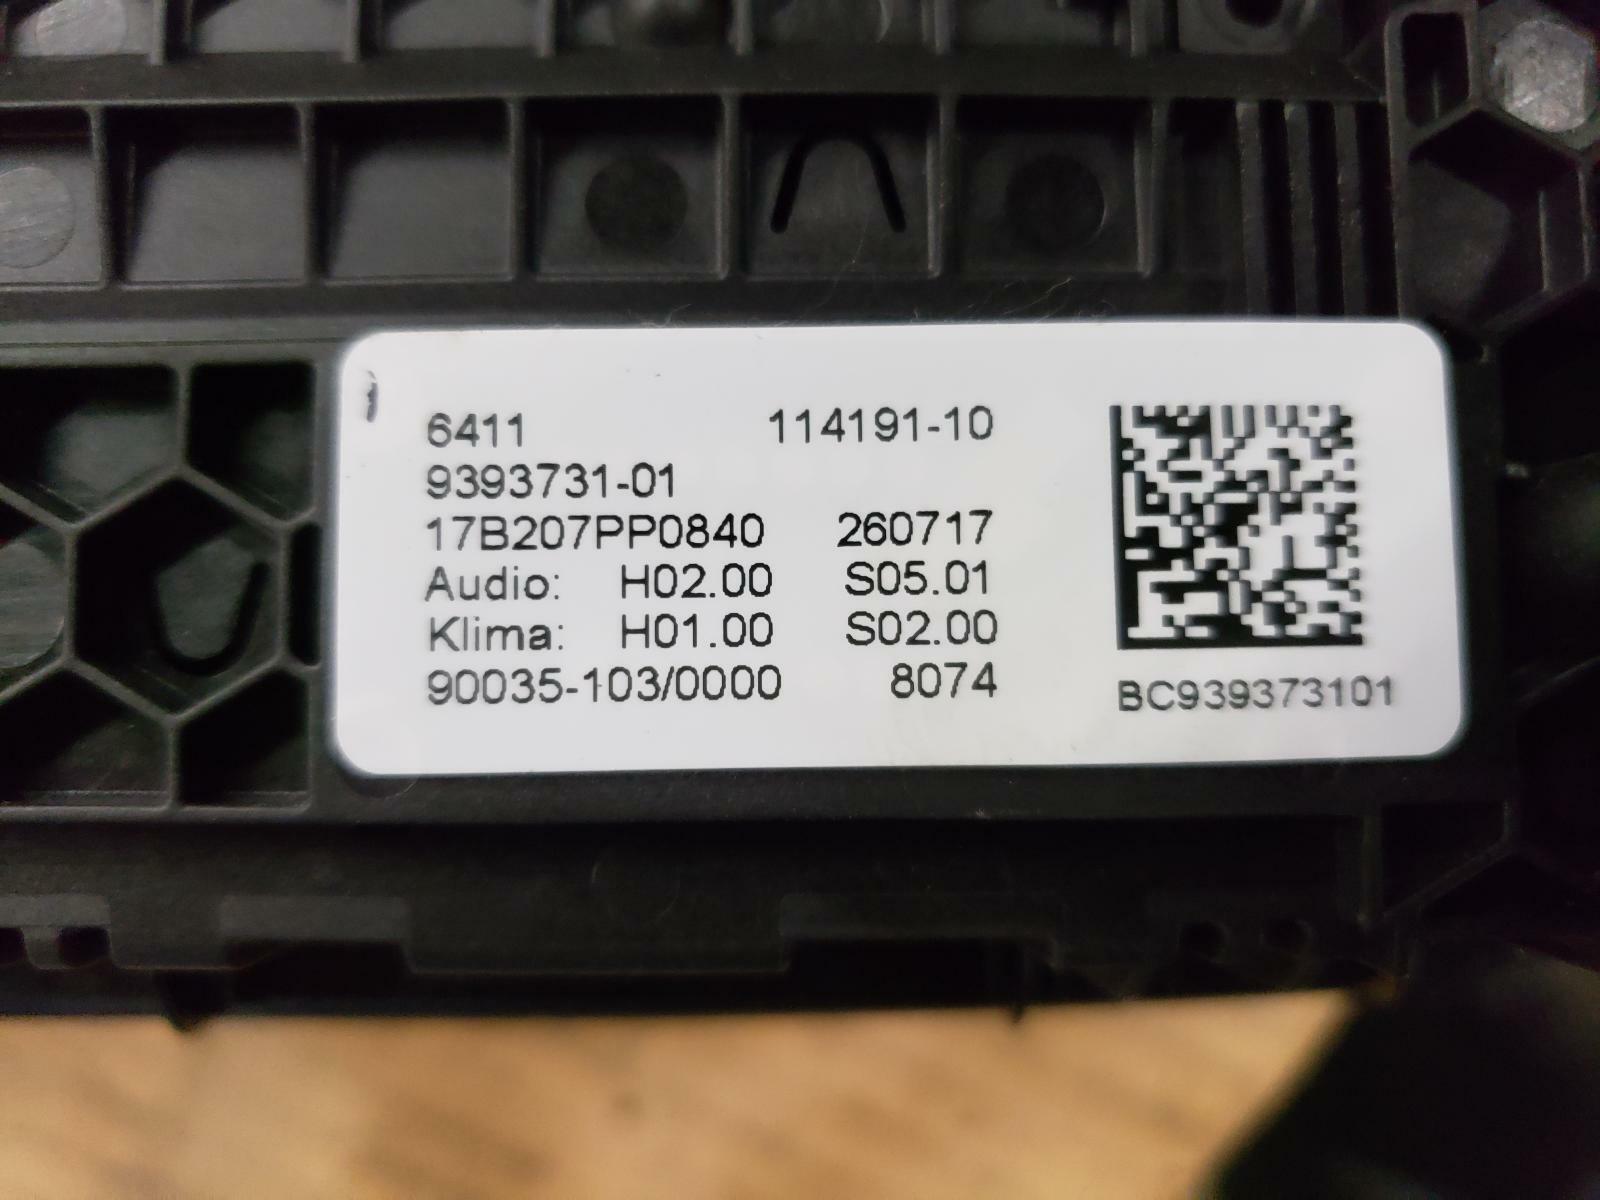 6411 114191-10
9393731-01
17B207PP0840 260717
Audio: H02.00 S05.01
Klima: H01.00 S02.00
90035-103/0000 8074
BC939373101